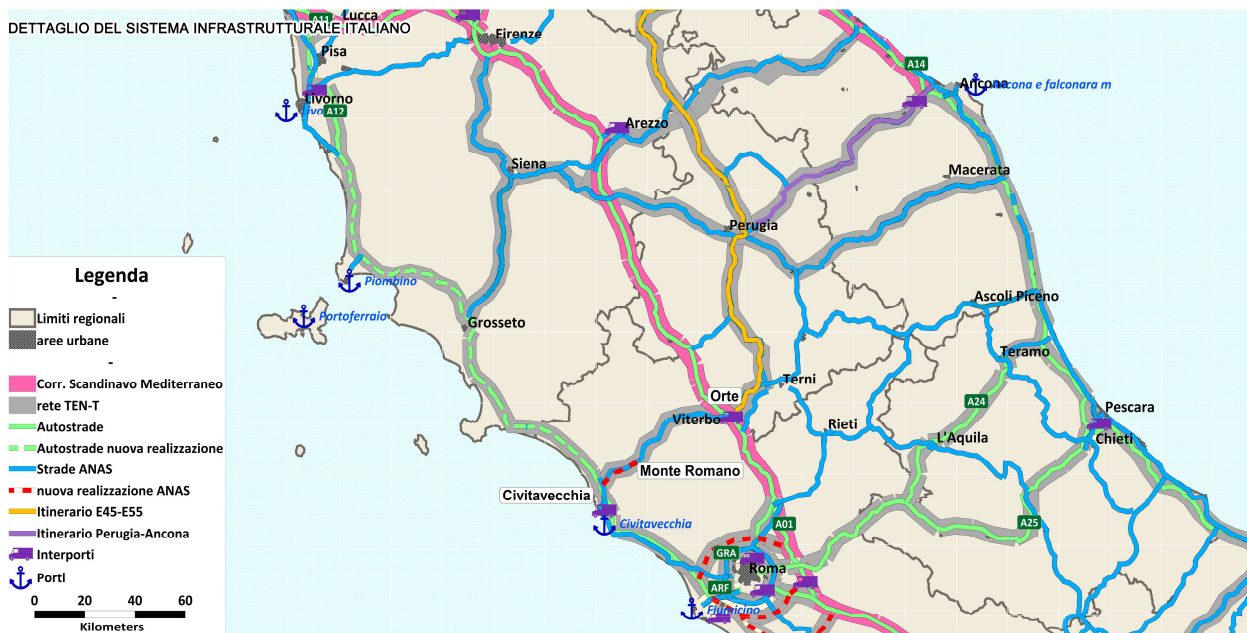 A11
Lucca
DETTAGLIO DEL SISTEMA INFRASTRUTTURALE ITALIANO
Firenze
Pisa
A14
Ancona
ancona e falconara m
Livorno
A12
Arezzo
Siena
Macerata
Perugia
Piombino
Portoferraio
Grosseto
Ascoli Piceno
Teramo
Terni
Orte
Viterbo
Rieti
A24
Pescara
L'Aquila
Chieti
Monte Romano
Civitavecchia
Civitavecchia
A01
A25
GRA
Roma
ARF
Fiumicino
Legenda
-
Limiti regionali
aree urbane
-
Corr. Scandinavo Mediterraneo
rete TEN-T
Autostrade
Autostrade nuova realizzazione
Strade ANAS
nuova realizzazione ANAS
Itinerario E45-E55
Itinerario Perugia-Ancona
Interporti
Porti
0 20 40 60
Kilometers